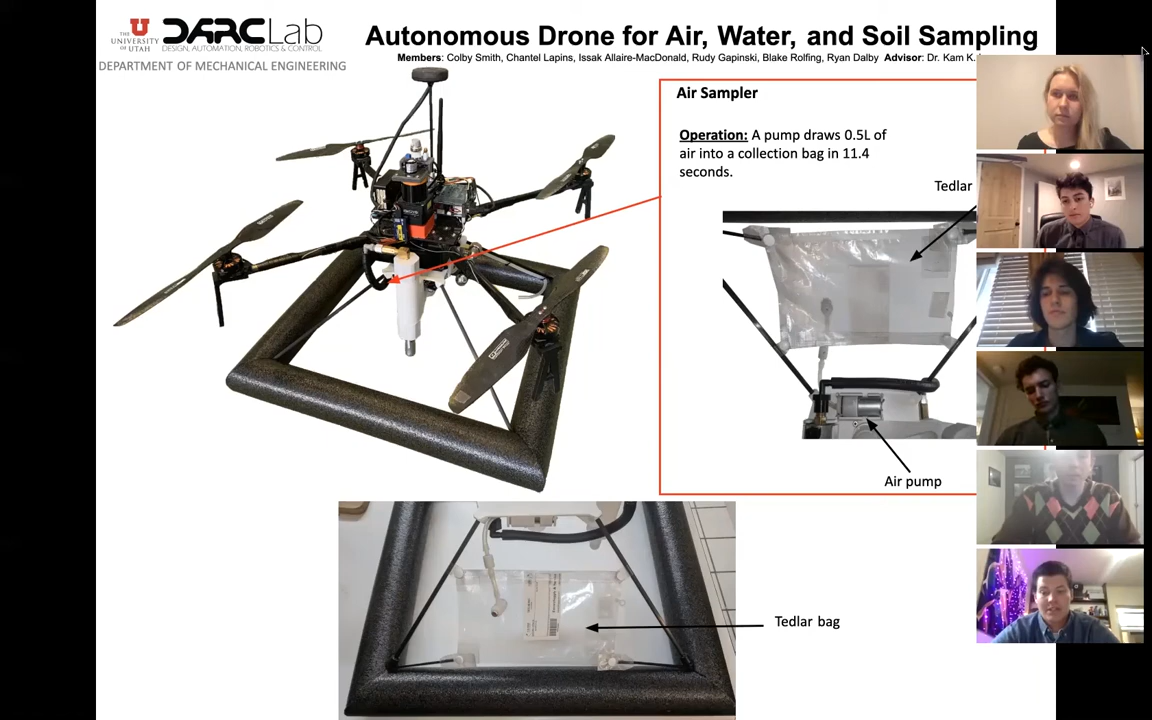 THE UNIVERSITY OF UTAH
DARC Lab
DESIGN, AUTOMATION, ROBOTICS & CONTROL
DEPARTMENT OF MECHANICAL ENGINEERING
Autonomous Drone for Air, Water, and Soil Sampling
Members: Colby Smith, Chantel Lapins, Issak Allaire-MacDonald, Rudy Gapinski, Blake Rolfing, Ryan Dalby Advisor: Dr. Kam K.
Air Sampler
Operation: A pump draws 0.5L of
air into a collection bag in 11.4
seconds.
Tedlar
Air pump
Tedlar bag